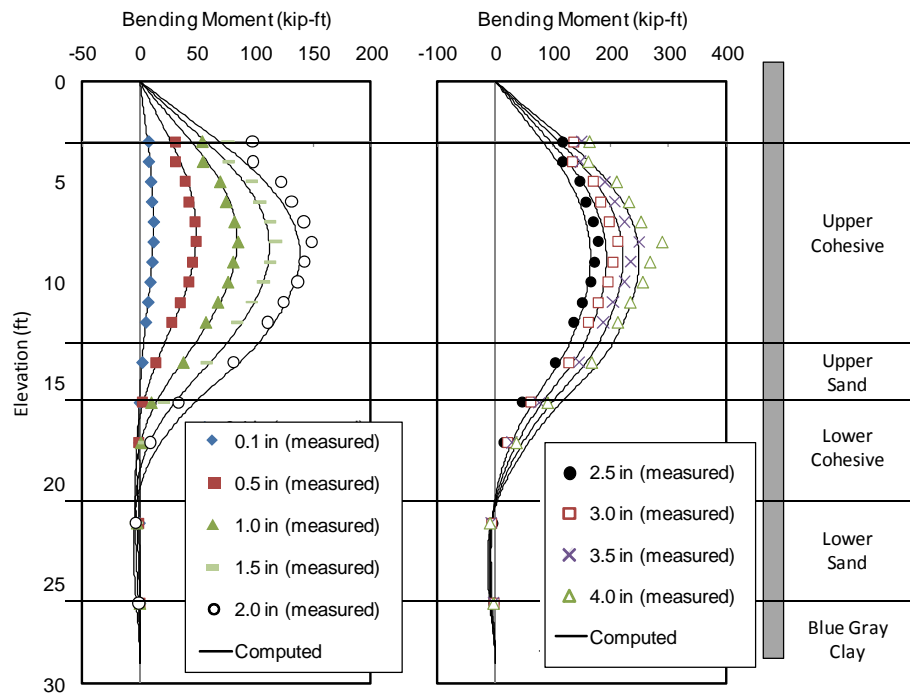 Bending Moment (kip-ft)
-50 0 50 100 150 200
Bending Moment (kip-ft)
-100 0 100 200 300 400
Elevation (ft)
0
5
10
15
20
25
30
0.1 in (measured)
0.5 in (measured)
1.0 in (measured)
1.5 in (measured)
2.0 in (measured)
Computed
2.5 in (measured)
3.0 in (measured)
3.5 in (measured)
4.0 in (measured)
Computed
Upper
Cohesive
Upper
Sand
Lower
Cohesive
Lower
Sand
Blue Gray
Clay